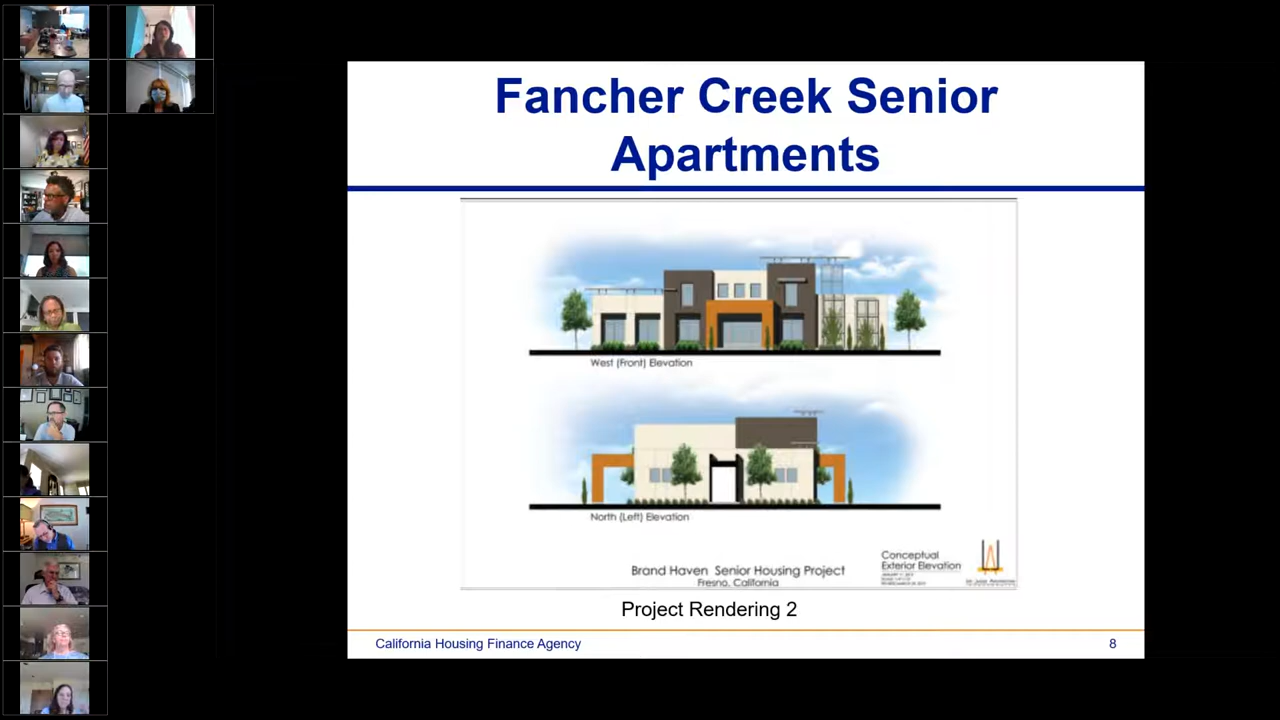 Fancher Creek Senior
Apartments
West (Front) Elevation
North (Left) Elevation
Brand Haven Senior Housing Project
Fresno, California
Conceptual
Exterior Elevation
Project Rendering 2
California Housing Finance Agency
8